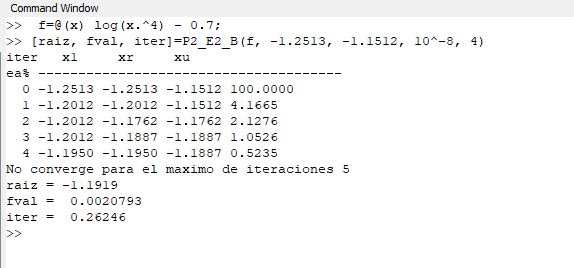 Command Window
>>  f=@(x) log(x.^4) - 0.7;
>> [raiz, fval, iter]=P2_E2_B(f, -1.2513, -1.1512, 10^-8, 4)
iter   xl      xr      xu
ea% ---------------------------------------
  0 -1.2513 -1.2513 -1.1512 100.0000
  1 -1.2012 -1.2012 -1.1512 4.1665
  2 -1.2012 -1.1762 -1.1762 2.1276
  3 -1.2012 -1.1887 -1.1887 1.0526
  4 -1.1950 -1.1950 -1.1887 0.5235
No converge para el maximo de iteraciones 5
raiz = -1.1919
fval =  0.0020793
iter =  0.26246
>>